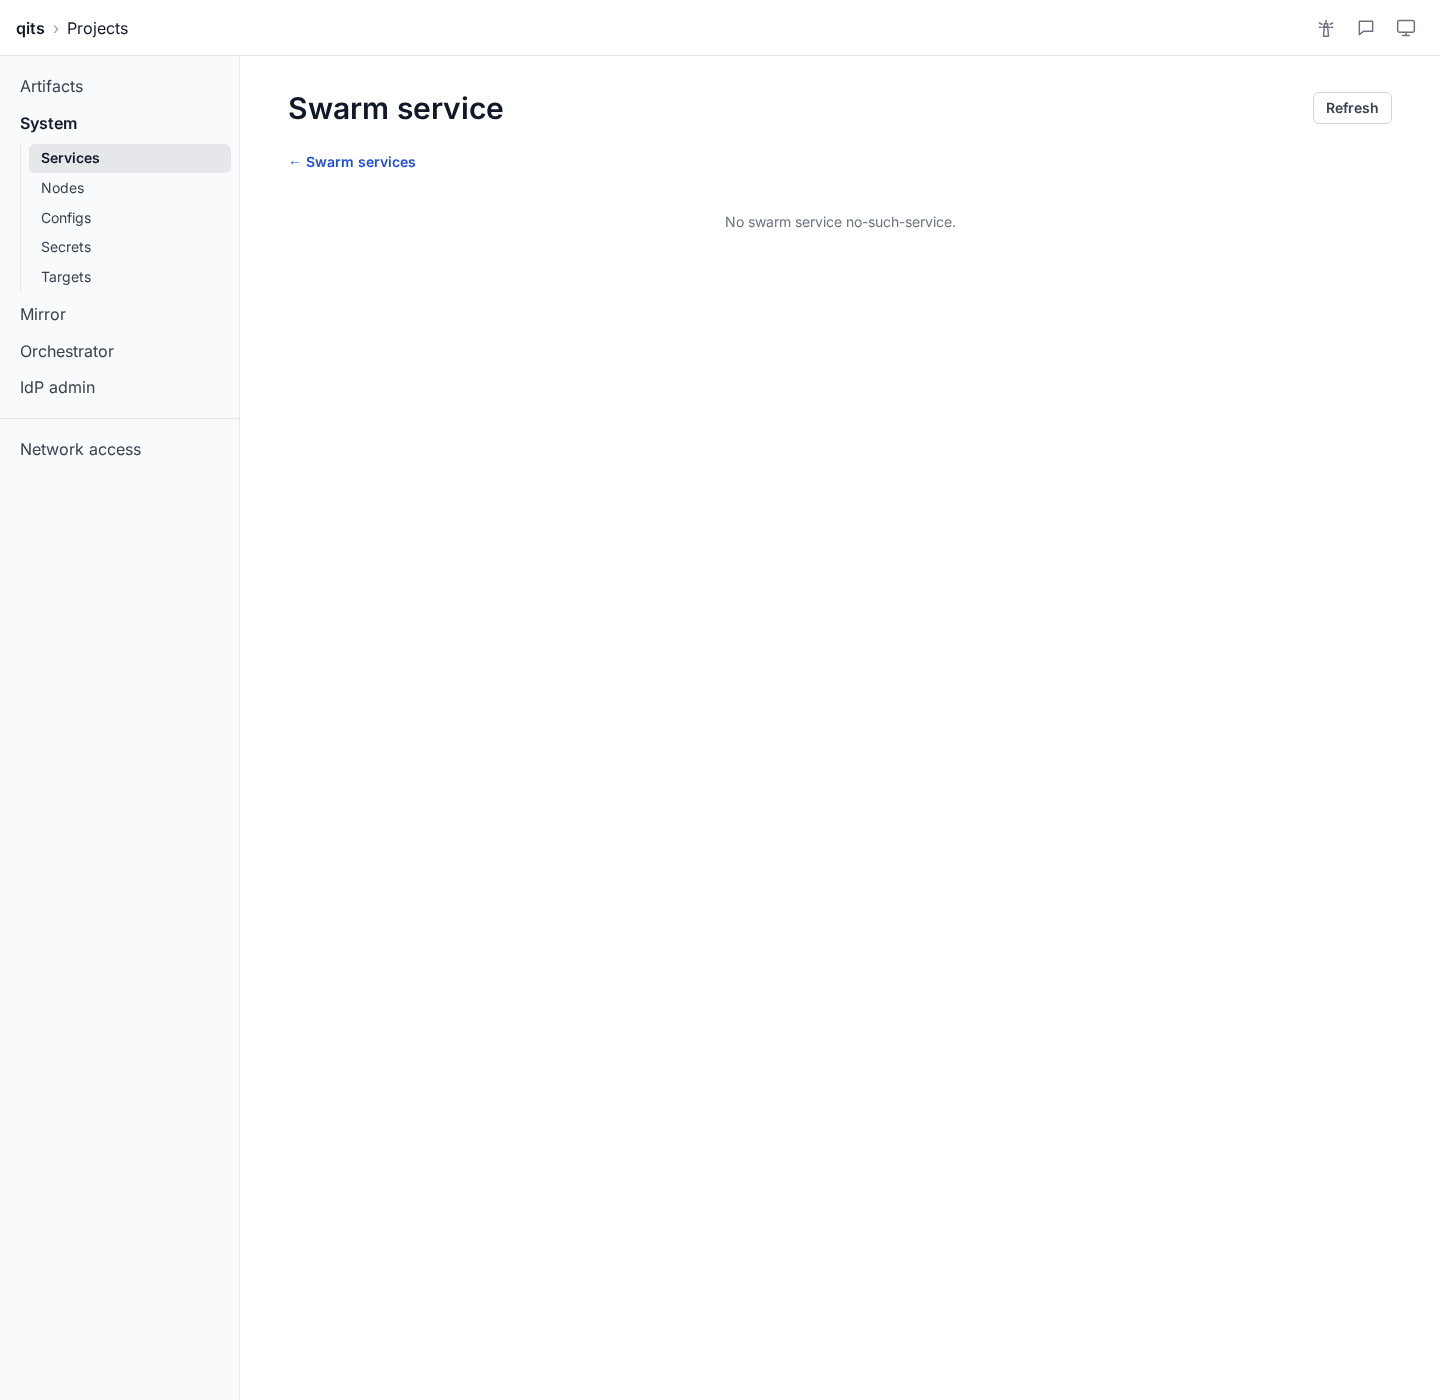 qits › Projects
Artifacts
System
Services
Nodes
Configs
Secrets
Targets
Mirror
Orchestrator
IdP admin
Network access
Swarm service
Refresh
← Swarm services
No swarm service no-such-service.